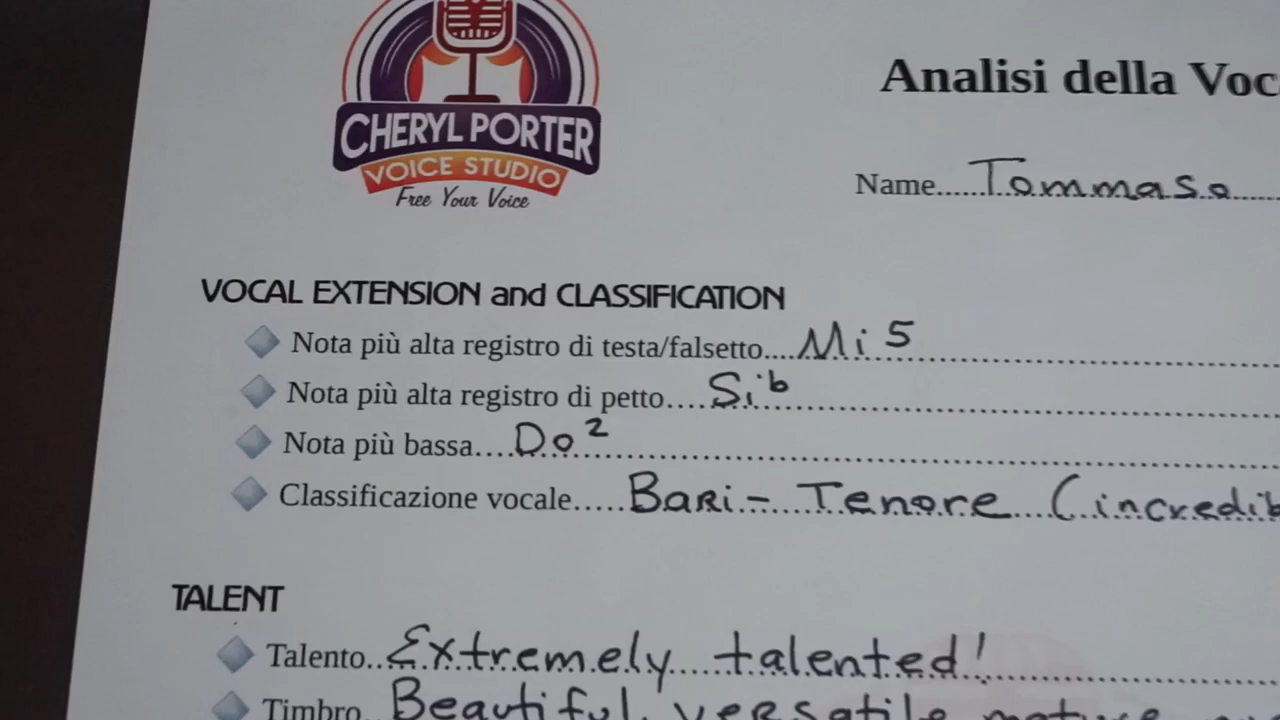 CHERYL PORTER
VOICE STUDIO
Free Your Voice
Analisi della Voc
Name......Tommaso
VOCAL EXTENSION and CLASSIFICATION
Nota più alta registro di testa/falsetto....Mi 5
Nota più alta registro di petto....Sib
Nota più bassa....Do 2
Classificazione vocale.....Bari-Tenore (incredib
TALENT
Talento..Extremely talented!
Timbro. Beautiful, versatile, mature